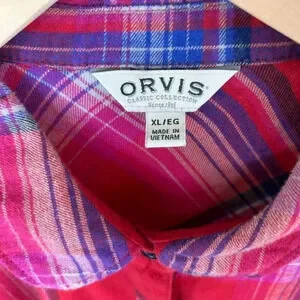 ORVIS
CLASSIC COLLECTION
XL/EG
MADE IN
VIETNAM